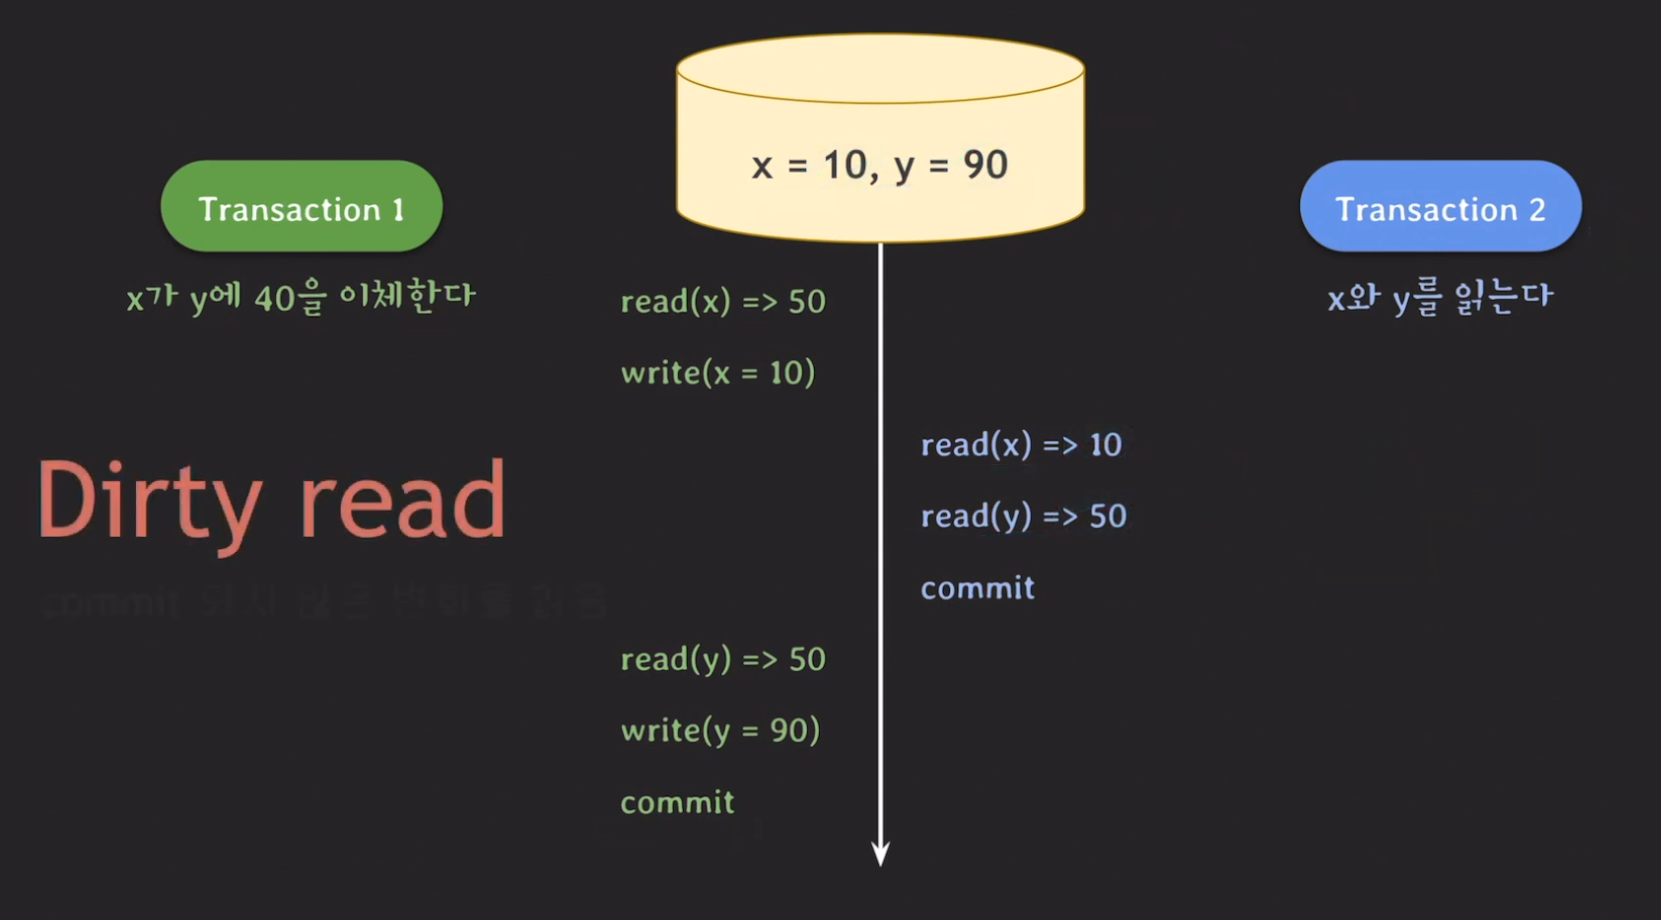 x = 10, y = 90
Transaction 1
x가 y에 40을 이체한다
Transaction 2
x와 y를 읽는다
read(x) => 50
write(x = 10)
read(x) => 10
read(y) => 50
commit
Dirty read
commit 되지 않은 변화를 읽음
read(y) => 50
write(y = 90)
commit